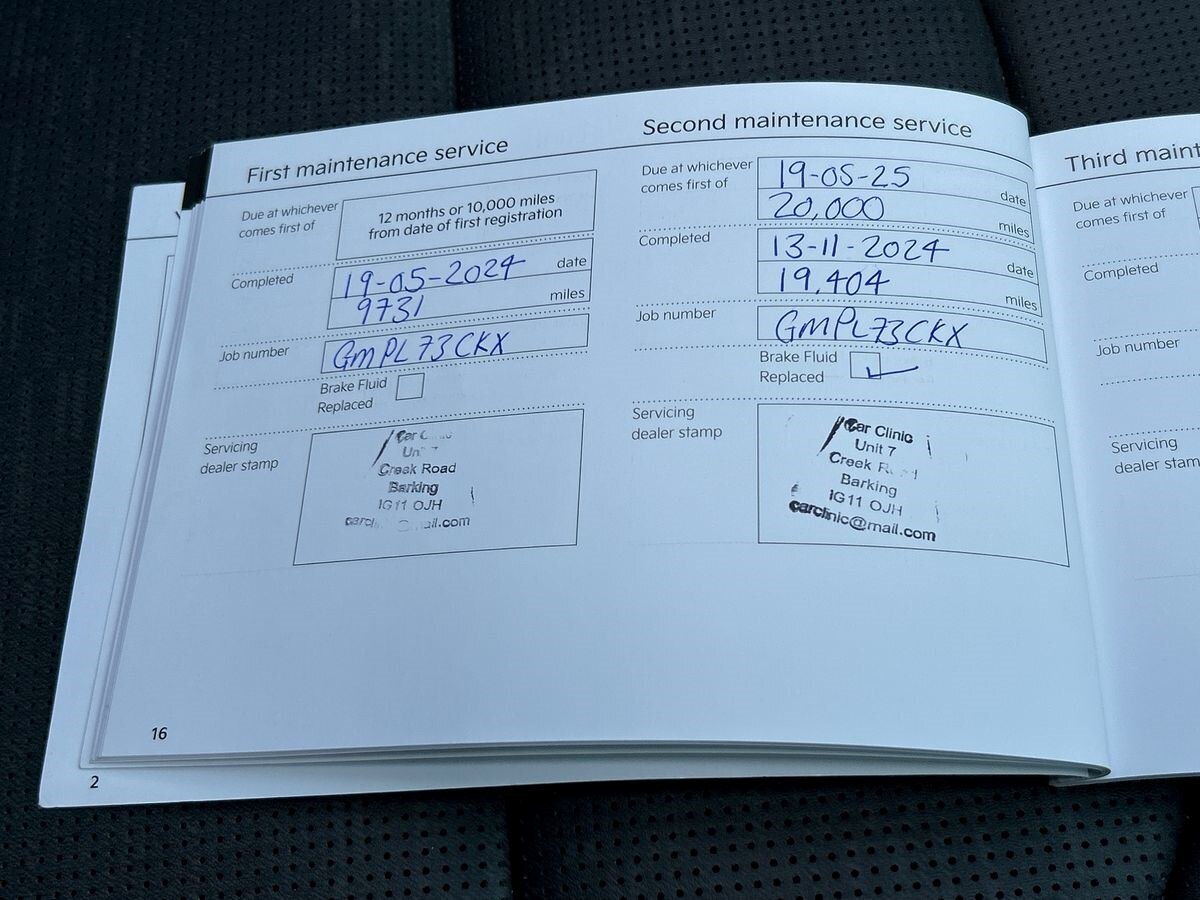 First maintenance service
Due at whichever
comes first of
12 months or 10,000 miles
from date of first registration
Completed
19-05-2024 date
9731 miles
Job number
GMPL73CKX
Brake Fluid
Replaced
Servicing
dealer stamp
Car
Creek Road
Barking
IG11 OJH
16
2
Second maintenance service
Due at whichever
comes first of
19-05-25 date
20,000 miles
Completed
13-11-2024 date
19,404 miles
Job number
GMPL73CKX
Brake Fluid
Replaced
Servicing
dealer stamp
Car Clinic
Unit 7
Creek
Barking
IG11 OJH
carclinic@mail.com
Third maint
Due at whichever
comes first of
Completed
Job number
Servicing
dealer stam